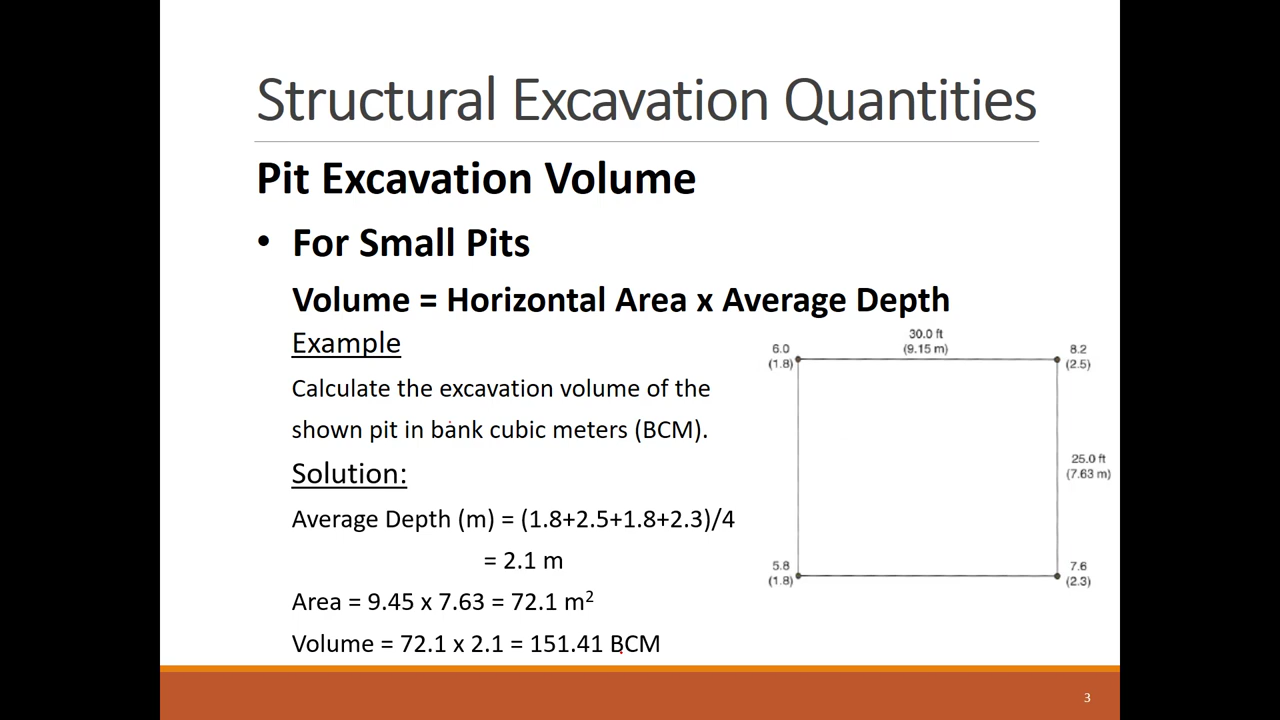 Structural Excavation Quantities
Pit Excavation Volume
• For Small Pits
Volume = Horizontal Area x Average Depth
Example
Calculate the excavation volume of the
shown pit in bank cubic meters (BCM).
Solution:
Average Depth (m) = (1.8+2.5+1.8+2.3)/4
= 2.1 m
Area = 9.45 x 7.63 = 72.1 m²
Volume = 72.1 x 2.1 = 151.41 BCM
30.0 ft
(9.15 m)
6.0
(1.8)
8.2
(2.5)
25.0 ft
(7.63 m)
5.8
(1.8)
7.6
(2.3)
3